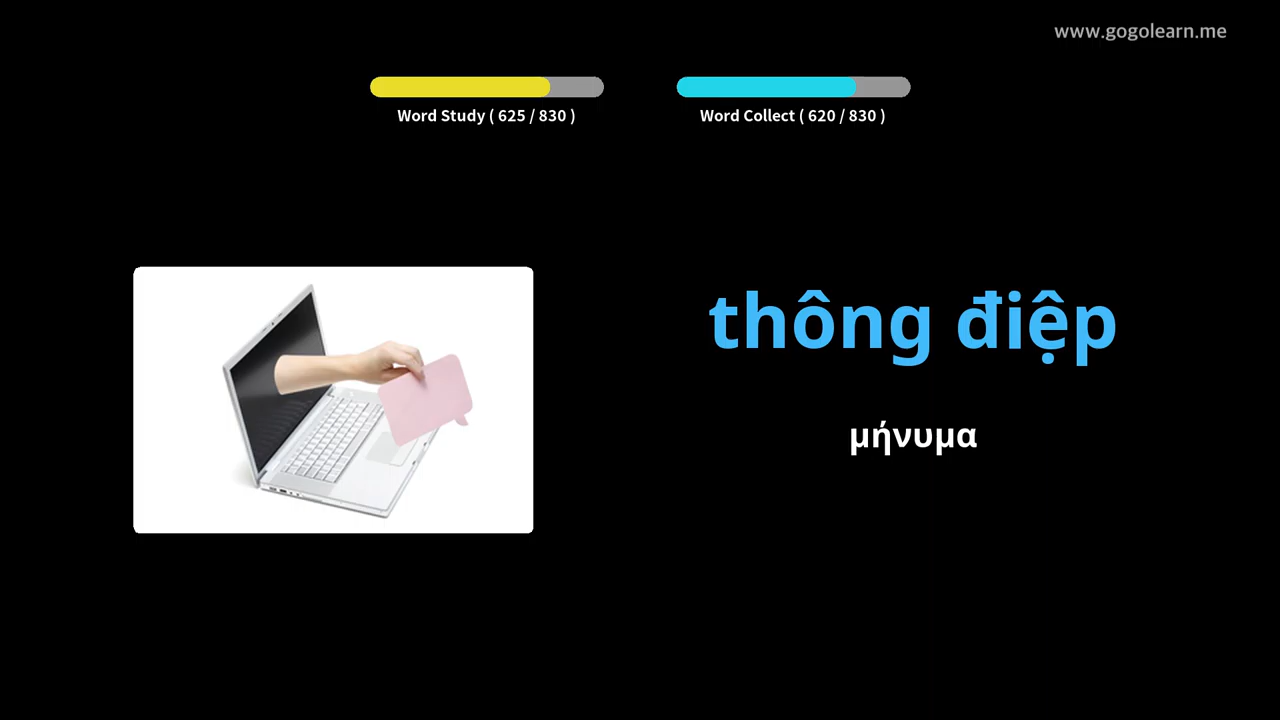 www.gogolearn.me
Word Study ( 625 / 830 )
Word Collect ( 620 / 830 )
thông điệp
μήνυμα